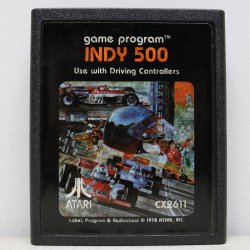 game program™
INDY 500
Use with Driving Controllers
ATARI®
CX2611
Label, Program & Audiovisual © 1978 ATARI, INC.